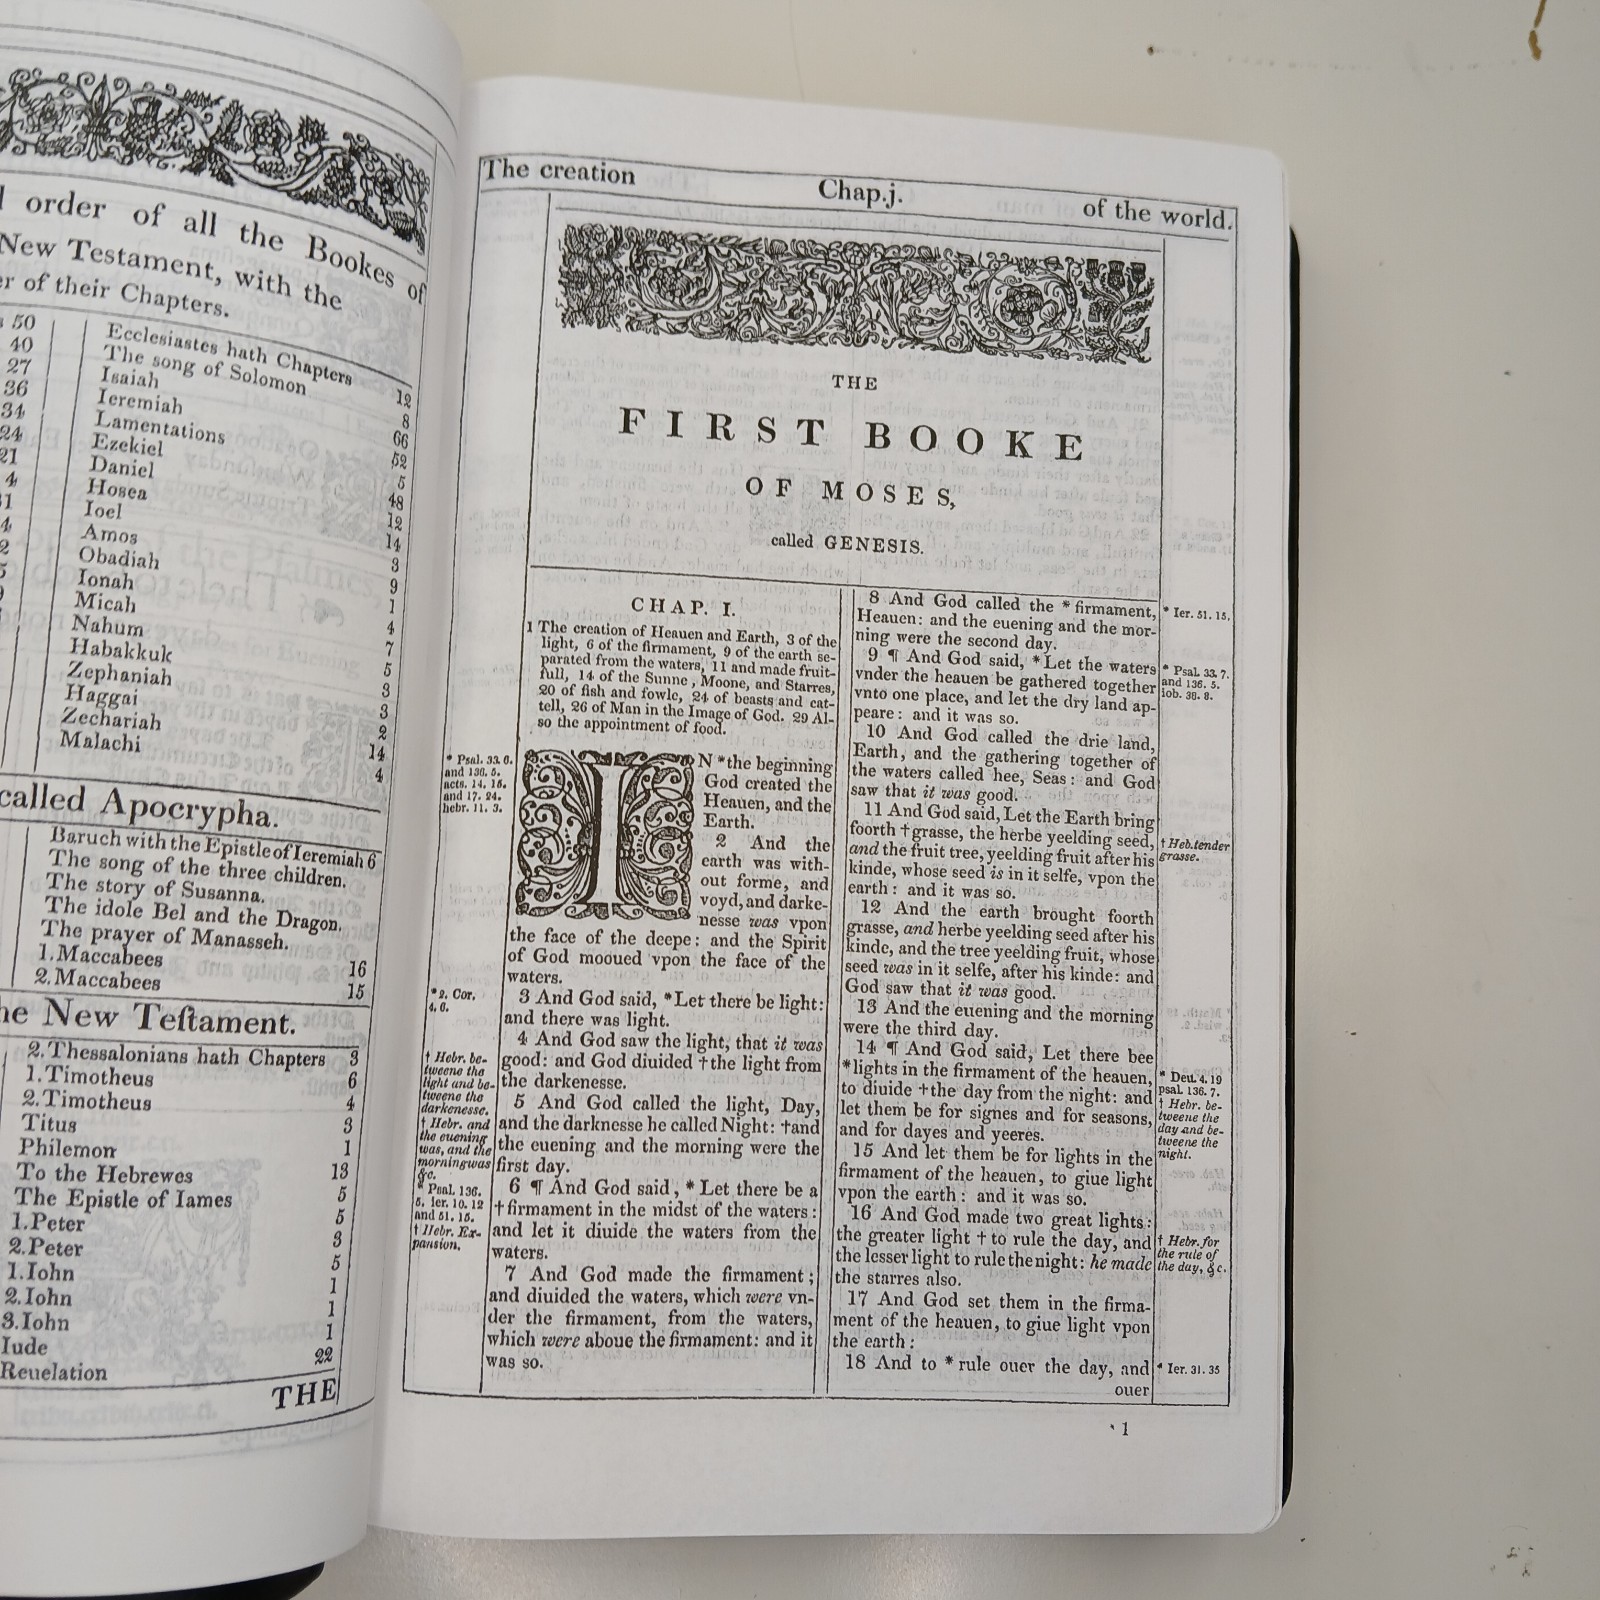 order of all the Bookes of
New Testament, with the
of their Chapters.
50
40
27
36
34
24
21
4
Ecclesiastes hath Chapters 12
The song of Solomon 8
Isaiah 66
Ieremiah 52
Lamentations 5
Ezekiel 48
Daniel 12
Hosea 14
Ioel 3
Amos 9
Obadiah 1
Ionah 4
Micah 7
Nahum 3
Habakkuk 3
Zephaniah 3
Haggai 2
Zechariah 14
Malachi 4
called Apocrypha.
Baruch with the Epistle of Ieremiah 6
The song of the three children.
The story of Susanna.
The idole Bel and the Dragon.
The prayer of Manasseh.
1.Maccabees 16
2.Maccabees 15
New Teſtament.
2.Thessalonians hath Chapters 3
1.Timotheus 6
2.Timotheus 4
Titus 3
Philemon 1
To the Hebrewes 13
The Epistle of Iames 5
1.Peter 5
2.Peter 3
1.Iohn 5
2.Iohn 1
3.Iohn 1
Iude 1
Reuelation 22
THE
The creation Chap.j. of the world.
THE
FIRST BOOKE
OF MOSES,
called GENESIS.
CHAP. I.
1 The creation of Heauen and Earth, 3 of the
light, 6 of the firmament, 9 of the earth se-
parated from the waters, 11 and made fruit-
full, 14 of the Sunne, Moone, and Starres,
20 of fish and fowle, 24 of beasts and cat-
tell, 26 of Man in the Image of God. 29 Al-
so the appointment of food.
IN *the beginning
God created the
Heauen, and the
Earth.
2 And the
earth was with-
out forme, and
voyd, and darke-
nesse was vpon
the face of the deepe: and the Spirit
of God mooued vpon the face of the
waters.
3 And God said, *Let there be light:
and there was light.
4 And God saw the light, that it was
good: and God diuided †the light from
the darkenesse.
5 And God called the light, Day,
and the darknesse he called Night: †and
the euening and the morning were the
first day.
6 ¶ And God said, *Let there be a
†firmament in the midst of the waters:
and let it diuide the waters from the
waters.
7 And God made the firmament;
and diuided the waters, which were vn-
der the firmament, from the waters,
which were aboue the firmament: and it
was so.
* Psal. 33. 6.
and 136. 5.
acts. 14. 15.
and 17. 24.
hebr. 11. 3.
*2. Cor.
4. 6.
† Hebr. be-
tweene the
light and be-
tweene the
darkenesse.
† Hebr. and
the euening
was, and the
morning was
&c.
* Psal. 136.
5. ier. 10. 12
and 51. 15.
† Hebr. Ex-
pansion.
8 And God called the *firmament,
Heauen: and the euening and the mor-
ning were the second day.
9 ¶ And God said, *Let the waters
vnder the heauen be gathered together
vnto one place, and let the dry land ap-
peare: and it was so.
10 And God called the drie land,
Earth, and the gathering together of
the waters called hee, Seas: and God
saw that it was good.
11 And God said, Let the Earth bring
foorth †grasse, the herbe yeelding seed,
and the fruit tree, yeelding fruit after his
kinde, whose seed is in it selfe, vpon the
earth: and it was so.
12 And the earth brought foorth
grasse, and herbe yeelding seed after his
kinde, and the tree yeelding fruit, whose
seed was in it selfe, after his kinde: and
God saw that it was good.
13 And the euening and the morning
were the third day.
14 ¶ And God said, Let there bee
*lights in the firmament of the heauen,
to diuide †the day from the night: and
let them be for signes and for seasons,
and for dayes and yeeres.
15 And let them be for lights in the
firmament of the heauen, to giue light
vpon the earth: and it was so.
16 And God made two great lights:
the greater light † to rule the day, and
the lesser light to rule the night: he made
the starres also.
17 And God set them in the firma-
ment of the heauen, to giue light vpon
the earth:
18 And to *rule ouer the day, and
ouer
* Ier. 51. 15.
* Psal. 33. 7.
and 136. 5.
iob. 38. 8.
† Heb. tender
grasse.
* Deu. 4. 19
psal. 136. 7.
† Hebr. be-
tweene the
day and be-
tweene the
night.
† Hebr. for
the rule of
the day, &c.
* Ier. 31. 35
1